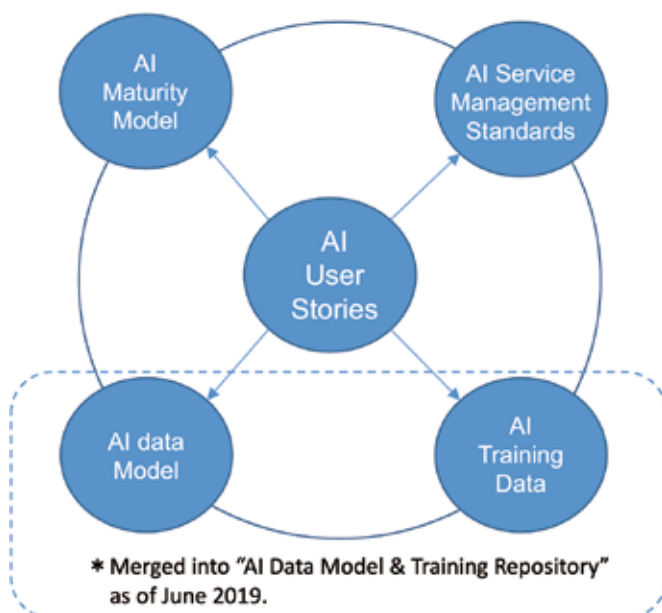 AI
Maturity
Model
AI Service
Management
Standards
AI
User
Stories
AI data
Model
AI
Training
Data
* Merged into “AI Data Model & Training Repository”
as of June 2019.